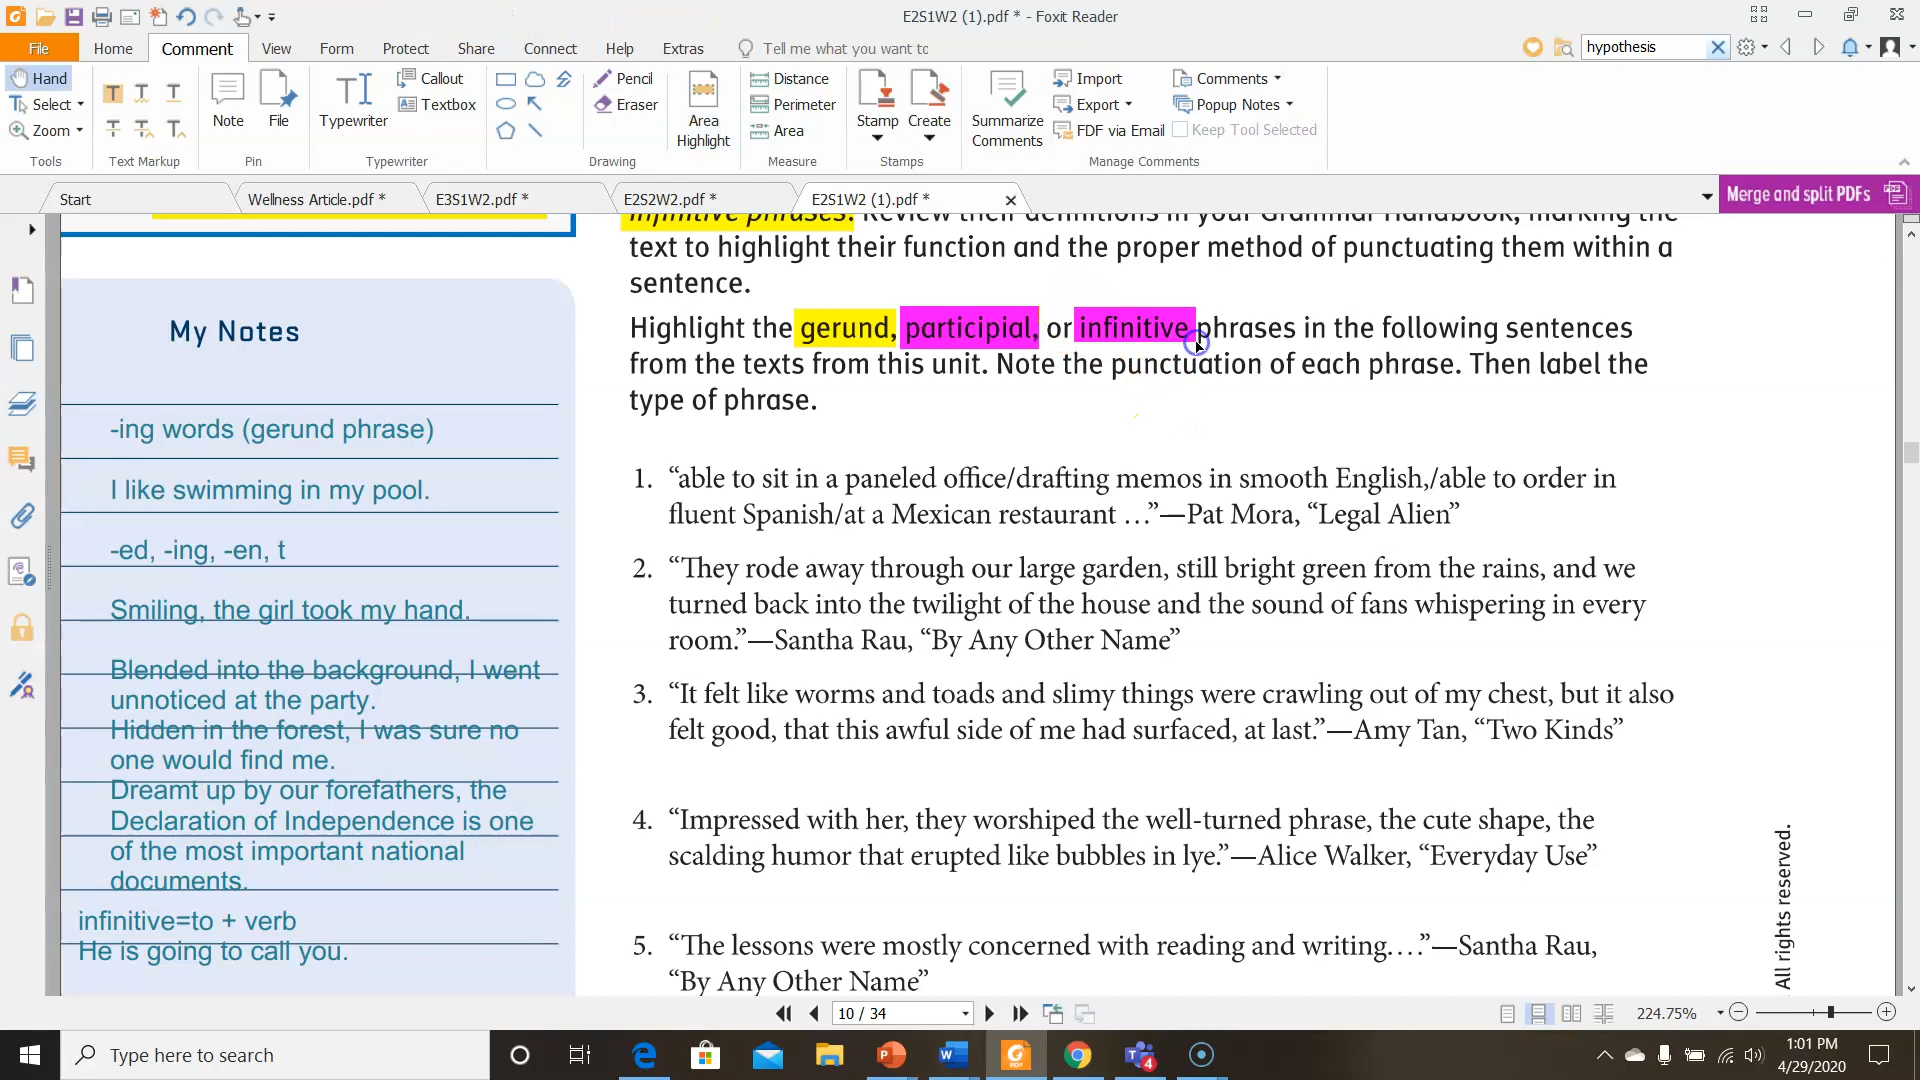 E2S1W2 (1).pdf * - Foxit Reader
File Home Comment View Form Protect Share Connect Help Extras Tell me what you want to hypothesis
Hand
Select
Zoom
Tools
Text Markup
Note
File
Pin
Typewriter
Callout
Textbox
Typewriter
Pencil
Eraser
Drawing
Area
Highlight
Distance
Perimeter
Area
Measure
Stamp
Create
Stamps
Summarize
Comments
Import
Export
FDF via Email
Comments
Popup Notes
Keep Tool Selected
Manage Comments
Start Wellness Article.pdf * E3S1W2.pdf * E2S2W2.pdf * E2S1W2 (1).pdf * Merge and split PDFs
infinitive phrases. Review their definitions in your Grammar Handbook, marking the
text to highlight their function and the proper method of punctuating them within a
sentence.
Highlight the gerund, participial, or infinitive phrases in the following sentences
from the texts from this unit. Note the punctuation of each phrase. Then label the
type of phrase.
My Notes
-ing words (gerund phrase)
I like swimming in my pool.
-ed, -ing, -en, t
Smiling, the girl took my hand.
Blended into the background, I went
unnoticed at the party.
Hidden in the forest, I was sure no
one would find me.
Dreamt up by our forefathers, the
Declaration of Independence is one
of the most important national
documents.
infinitive=to + verb
He is going to call you.
1. “able to sit in a paneled office/drafting memos in smooth English,/able to order in
fluent Spanish/at a Mexican restaurant …”—Pat Mora, “Legal Alien”
2. “They rode away through our large garden, still bright green from the rains, and we
turned back into the twilight of the house and the sound of fans whispering in every
room.”—Santha Rau, “By Any Other Name”
3. “It felt like worms and toads and slimy things were crawling out of my chest, but it also
felt good, that this awful side of me had surfaced, at last.”—Amy Tan, “Two Kinds”
4. “Impressed with her, they worshiped the well-turned phrase, the cute shape, the
scalding humor that erupted like bubbles in lye.”—Alice Walker, “Everyday Use”
5. “The lessons were mostly concerned with reading and writing….”—Santha Rau,
“By Any Other Name”
All rights reserved.
10 / 34
224.75%
Type here to search
4
1:01 PM
4/29/2020